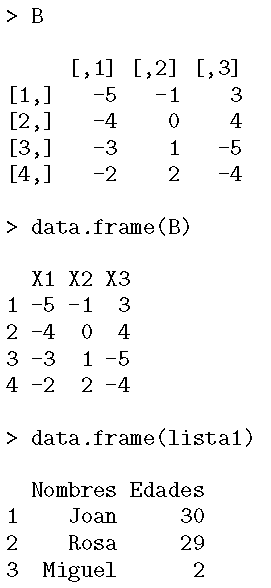 > B
[,1] [,2] [,3]
[1,] -5 -1 3
[2,] -4 0 4
[3,] -3 1 -5
[4,] -2 2 -4
> data.frame(B)
X1 X2 X3
1 -5 -1 3
2 -4 0 4
3 -3 1 -5
4 -2 2 -4
> data.frame(lista1)
Nombres Edades
1 Joan 30
2 Rosa 29
3 Miguel 2